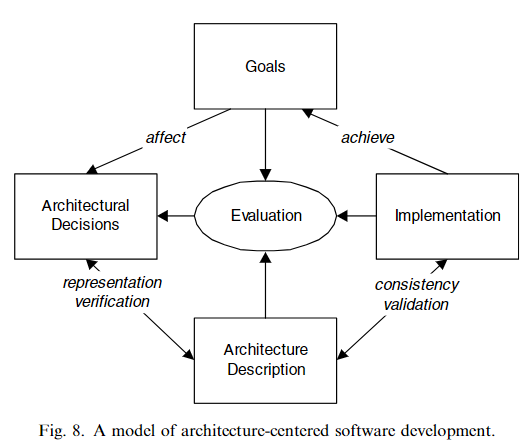 Goals
affect
achieve
Architectural
Decisions
Evaluation
Implementation
representation
verification
consistency
validation
Architecture
Description
Fig. 8. A model of architecture-centered software development.